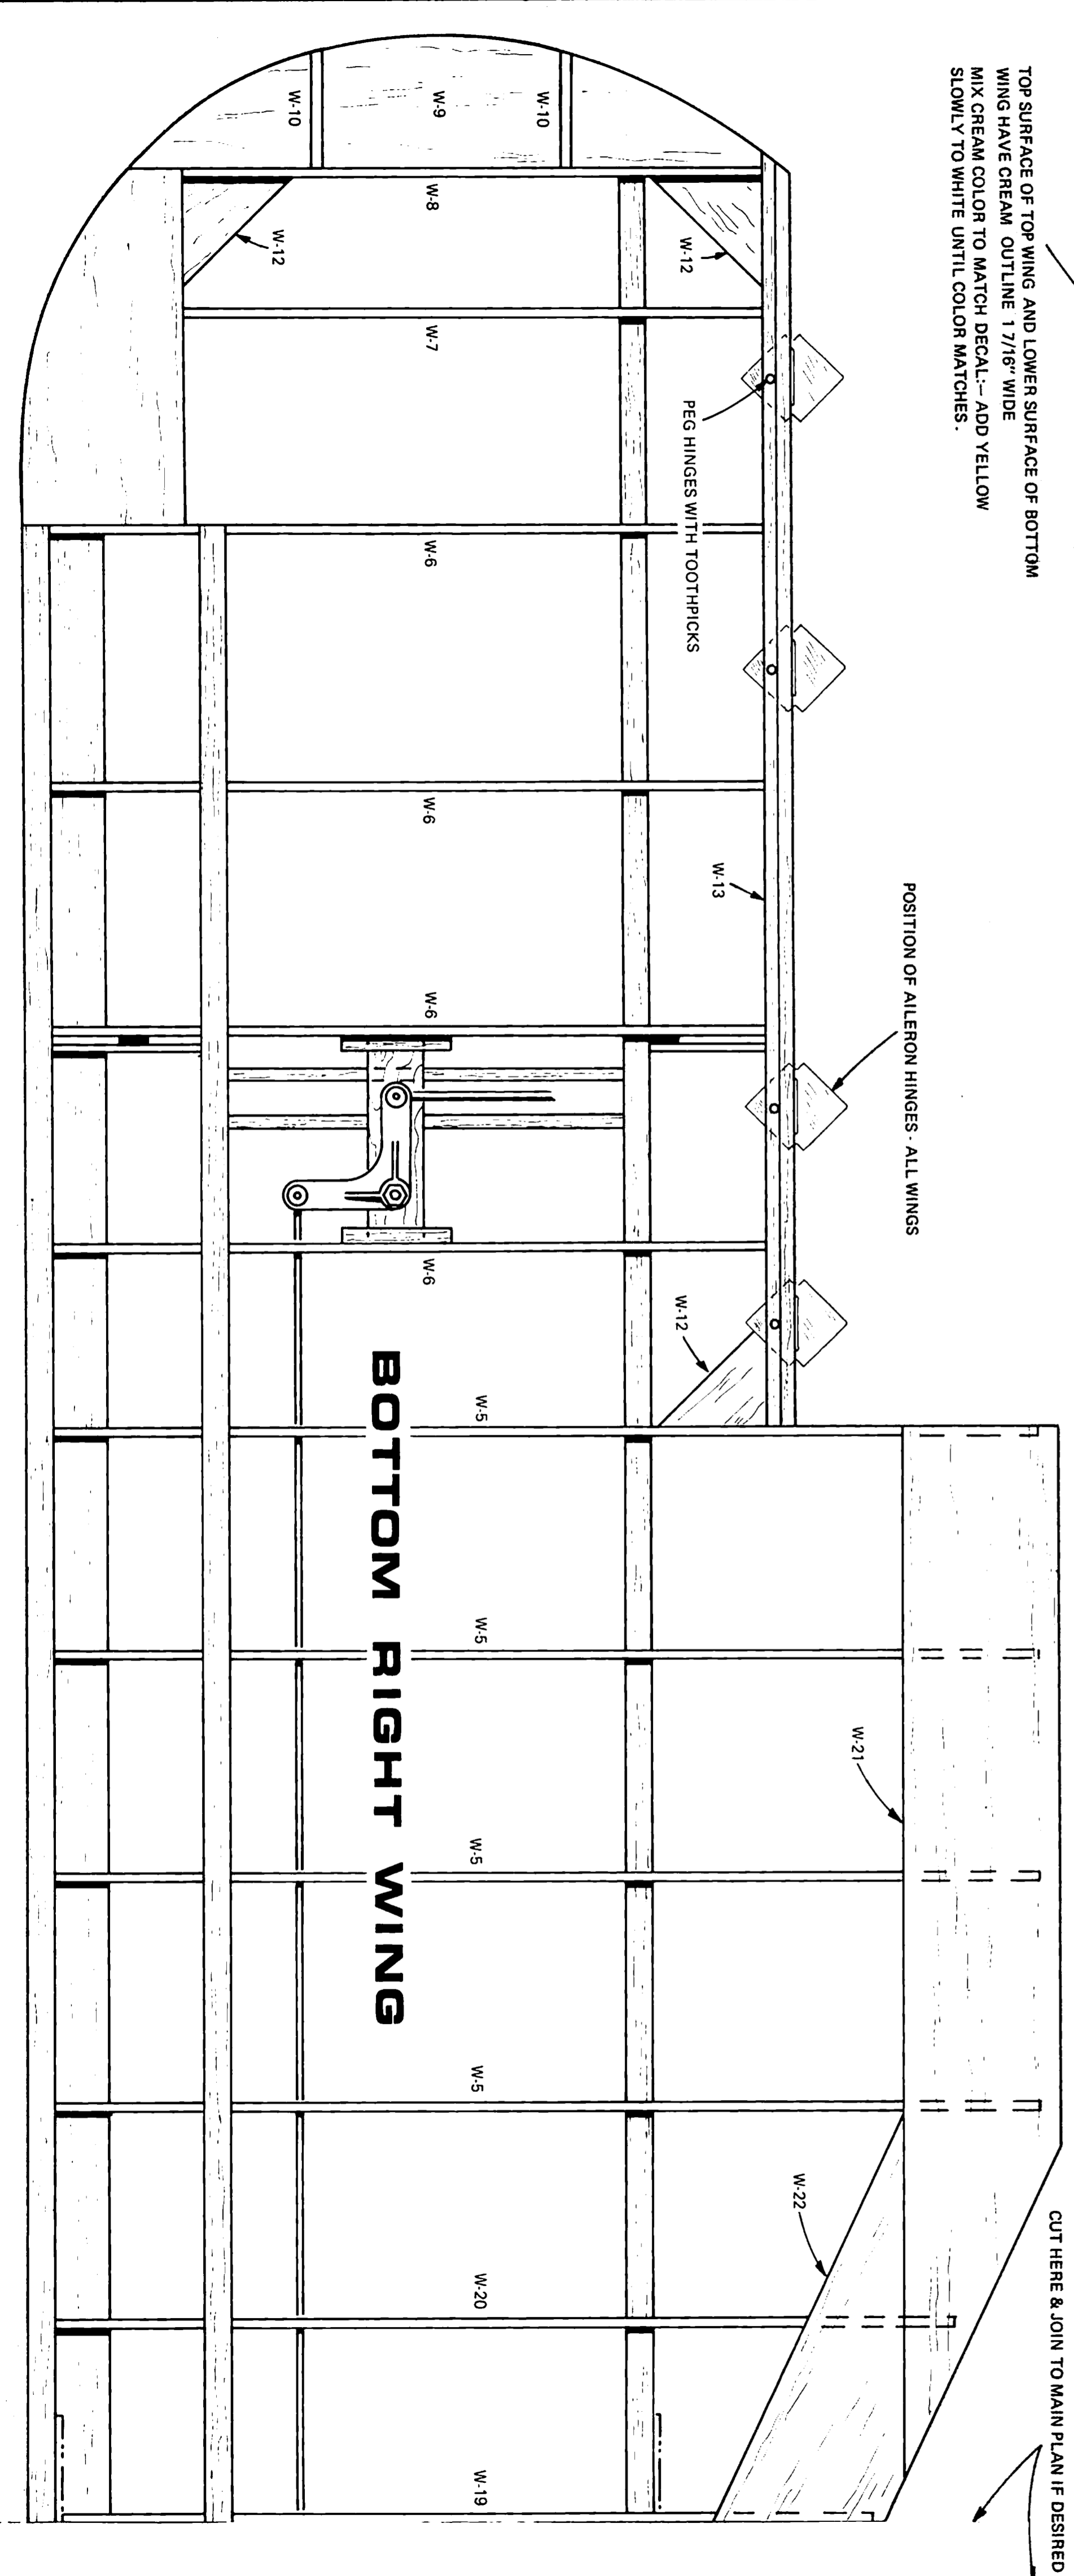 TOP SURFACE OF TOP WING AND LOWER SURFACE OF BOTTOM
WING HAVE CREAM OUTLINE 1 7/16" WIDE
MIX CREAM COLOR TO MATCH DECAL:– ADD YELLOW
SLOWLY TO WHITE UNTIL COLOR MATCHES.
POSITION OF AILERON HINGES - ALL WINGS
CUT HERE & JOIN TO MAIN PLAN IF DESIRED
W-21
W-22
W-13
PEG HINGES WITH TOOTHPICKS
W-12
W-12
W-10
W-9
W-10
W-8
W-12
W-7
W-6
W-6
W-6
W-6
W-5
W-5
W-5
W-5
W-20
W-19
BOTTOM RIGHT WING